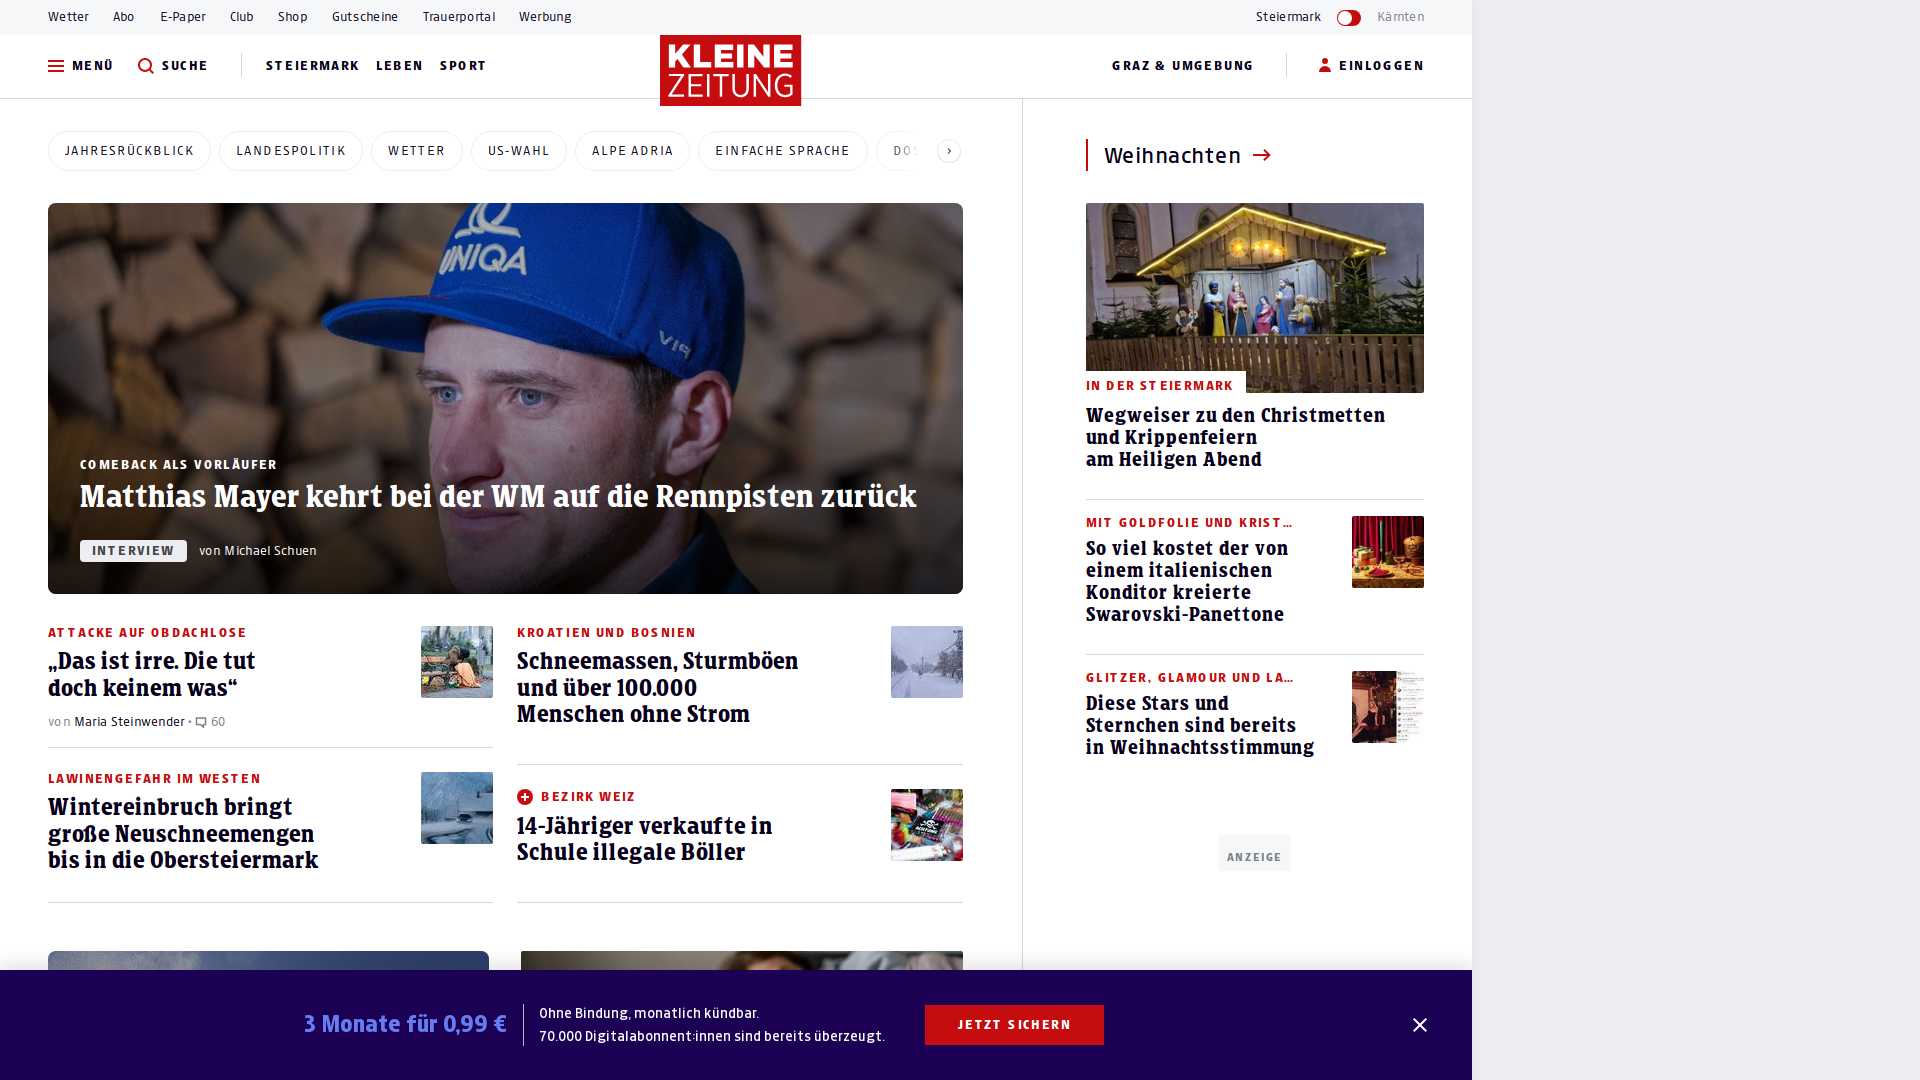 Wetter Abo E-Paper Club Shop Gutscheine Trauerportal Werbung
Steiermark Kärnten
MENÜ SUCHE STEIERMARK LEBEN SPORT
KLEINE
ZEITUNG
GRAZ & UMGEBUNG EINLOGGEN
JAHRESRÜCKBLICK LANDESPOLITIK WETTER US-WAHL ALPE ADRIA EINFACHE SPRACHE
UNIQA
VIP
COMEBACK ALS VORLÄUFER
Matthias Mayer kehrt bei der WM auf die Rennpisten zurück
INTERVIEW von Michael Schuen
ATTACKE AUF OBDACHLOSE
„Das ist irre. Die tut
doch keinem was“
von Maria Steinwender • 60
LAWINENGEFAHR IM WESTEN
Wintereinbruch bringt
große Neuschneemengen
bis in die Obersteiermark
KROATIEN UND BOSNIEN
Schneemassen, Sturmböen
und über 100.000
Menschen ohne Strom
BEZIRK WEIZ
14-Jähriger verkaufte in
Schule illegale Böller
Weihnachten
IN DER STEIERMARK
Wegweiser zu den Christmetten
und Krippenfeiern
am Heiligen Abend
MIT GOLDFOLIE UND KRIST…
So viel kostet der von
einem italienischen
Konditor kreierte
Swarovski-Panettone
GLITZER, GLAMOUR UND LA…
Diese Stars und
Sternchen sind bereits
in Weihnachtsstimmung
ANZEIGE
3 Monate für 0,99 €
Ohne Bindung, monatlich kündbar.
70.000 Digitalabonnent:innen sind bereits überzeugt.
JETZT SICHERN